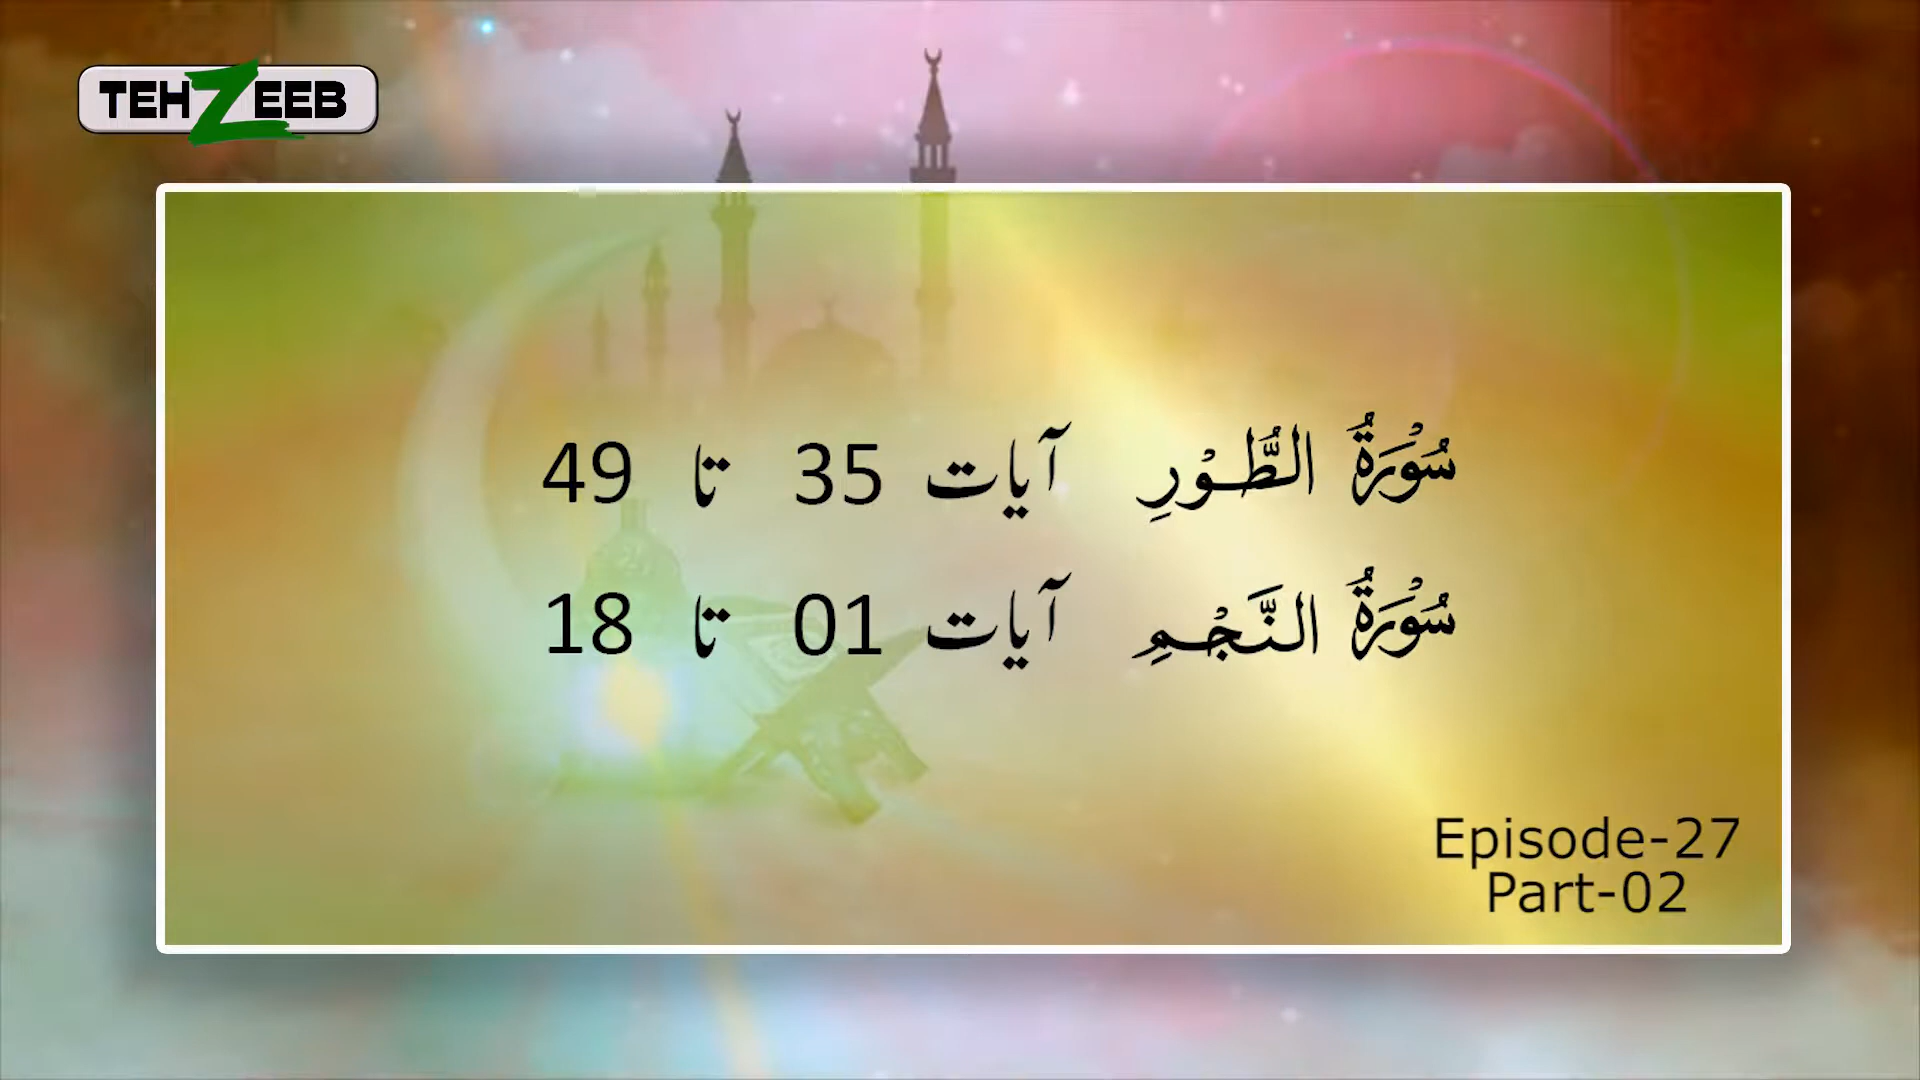 TEHZEEB
سُوْرَةُ الطُّوْرِ آیات 35 تا 49
سُوْرَةُ النَّجْمِ آیات 01 تا 18
Episode-27
Part-02